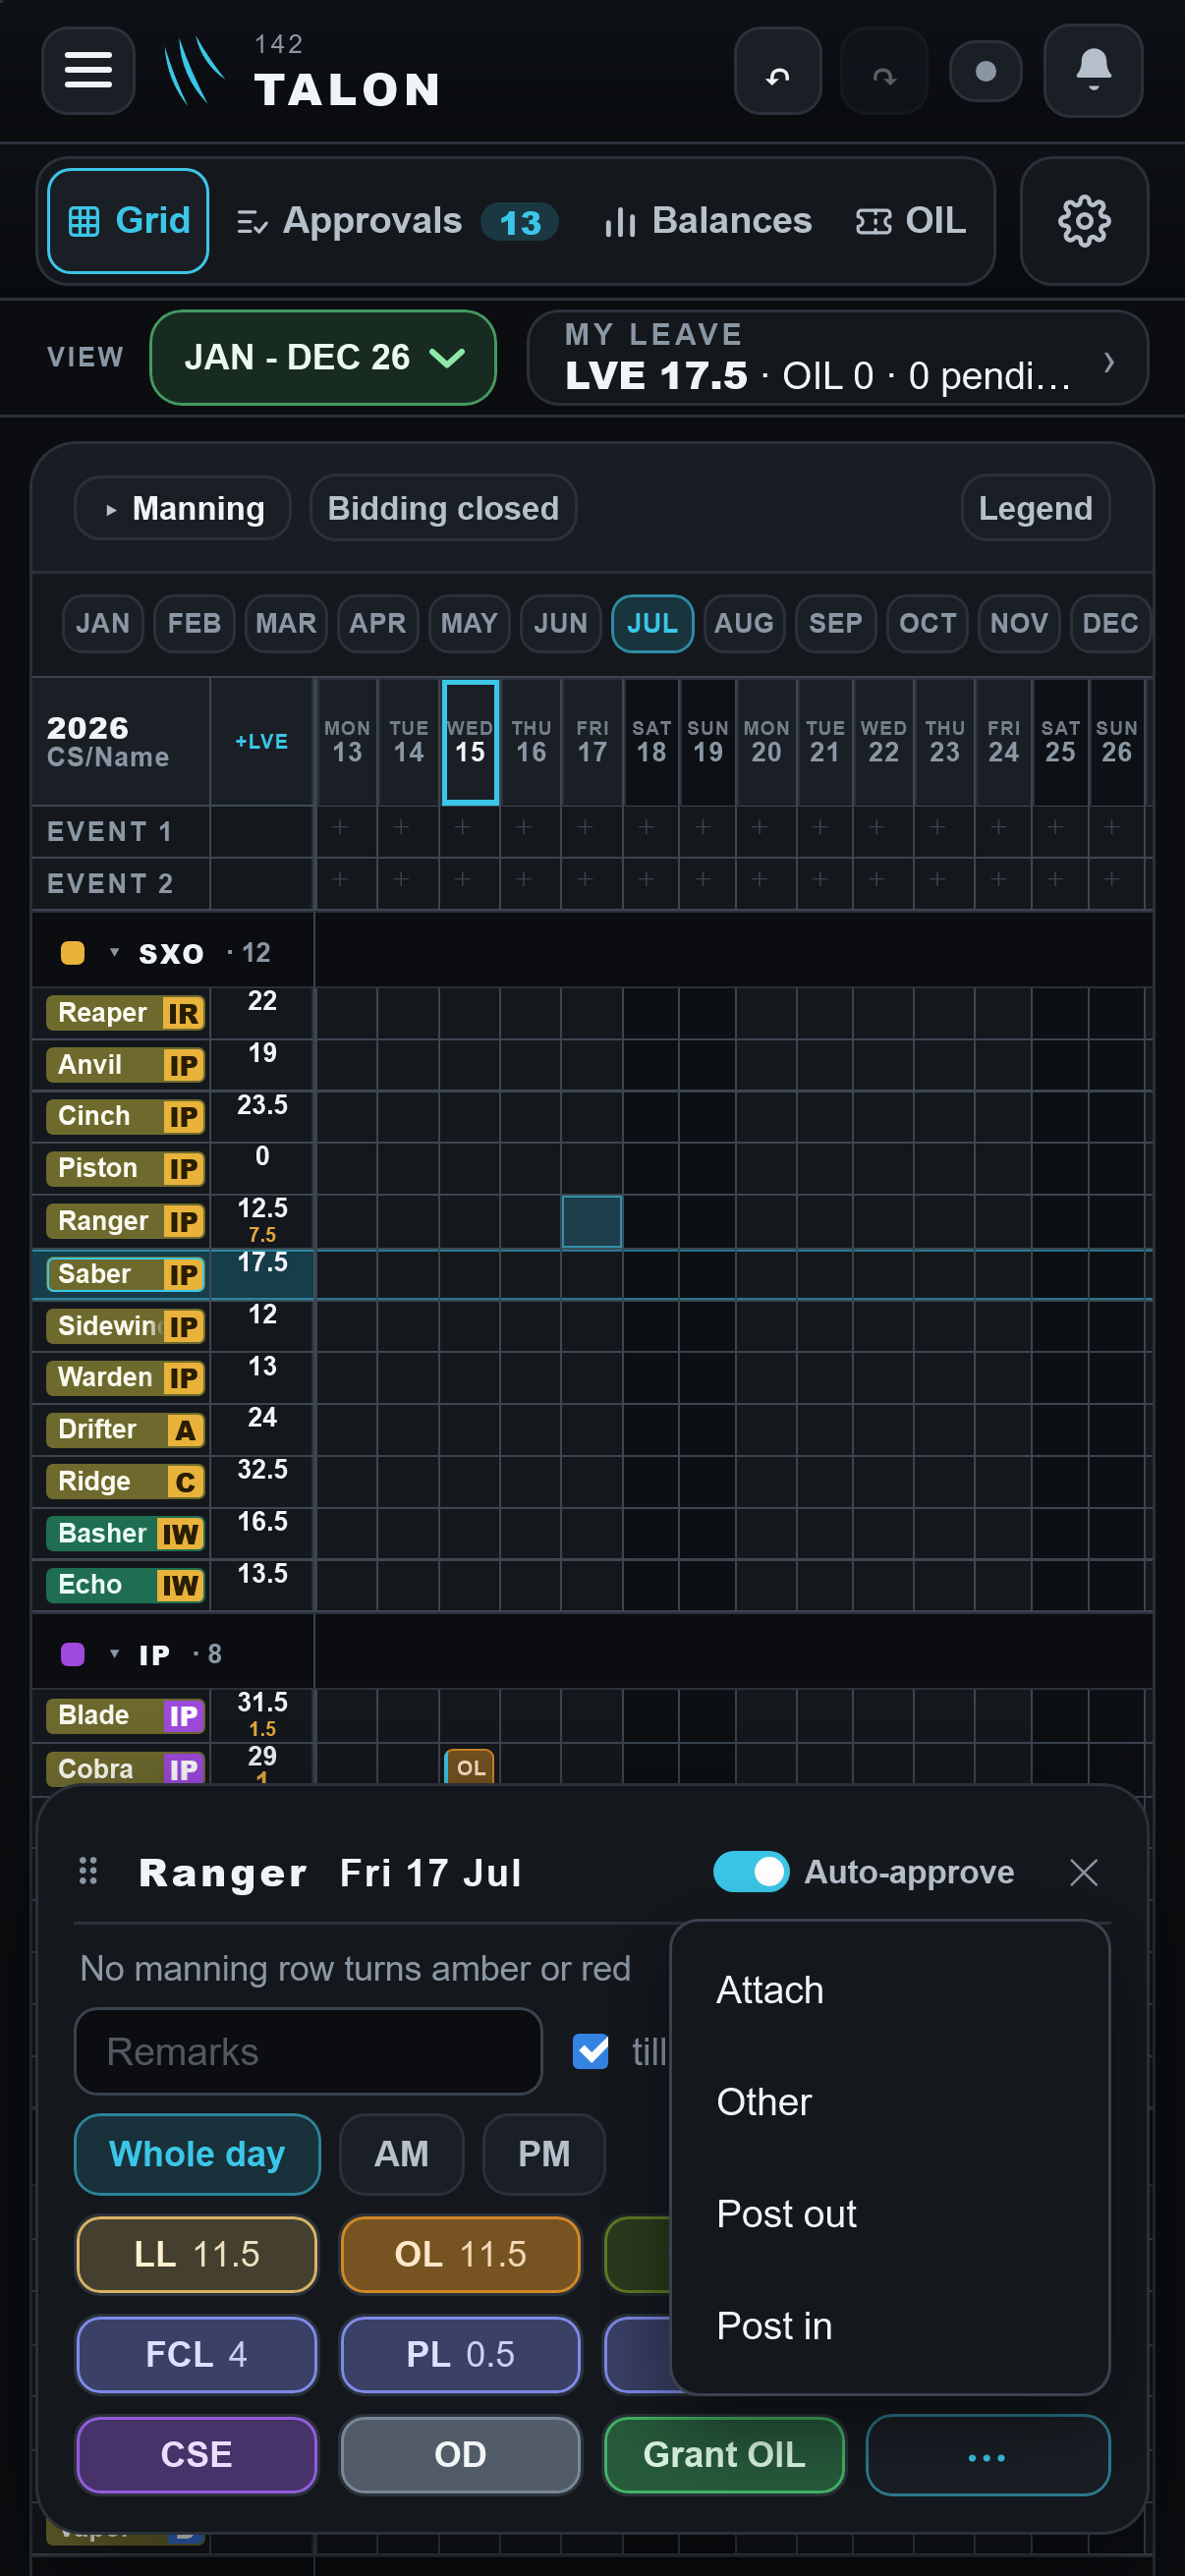 142
TALON
Grid Approvals 13 Balances OIL
VIEW JAN - DEC 26
MY LEAVE
LVE 17.5 · OIL 0 · 0 pendi…
Manning Bidding closed Legend
JAN FEB MAR APR MAY JUN JUL AUG SEP OCT NOV DEC
2026
CS/Name
+LVE
MON TUE WED THU FRI SAT SUN MON TUE WED THU FRI SAT SUN
13 14 15 16 17 18 19 20 21 22 23 24 25 26
EVENT 1 + + + + + + + + + + + + + +
EVENT 2 + + + + + + + + + + + + + +
SXO · 12
Reaper IR 22
Anvil IP 19
Cinch IP 23.5
Piston IP 0
Ranger IP 12.5
7.5
Saber IP 17.5
Sidewin IP 12
Warden IP 13
Drifter A 24
Ridge C 32.5
Basher IW 16.5
Echo IW 13.5
IP · 8
Blade IP 31.5
1.5
Cobra IP 29 OL
1
Ranger Fri 17 Jul Auto-approve
No manning row turns amber or red
Remarks till
Attach
Other
Post out
Post in
Whole day AM PM
LL 11.5 OL 11.5
FCL 4 PL 0.5
CSE OD Grant OIL ...